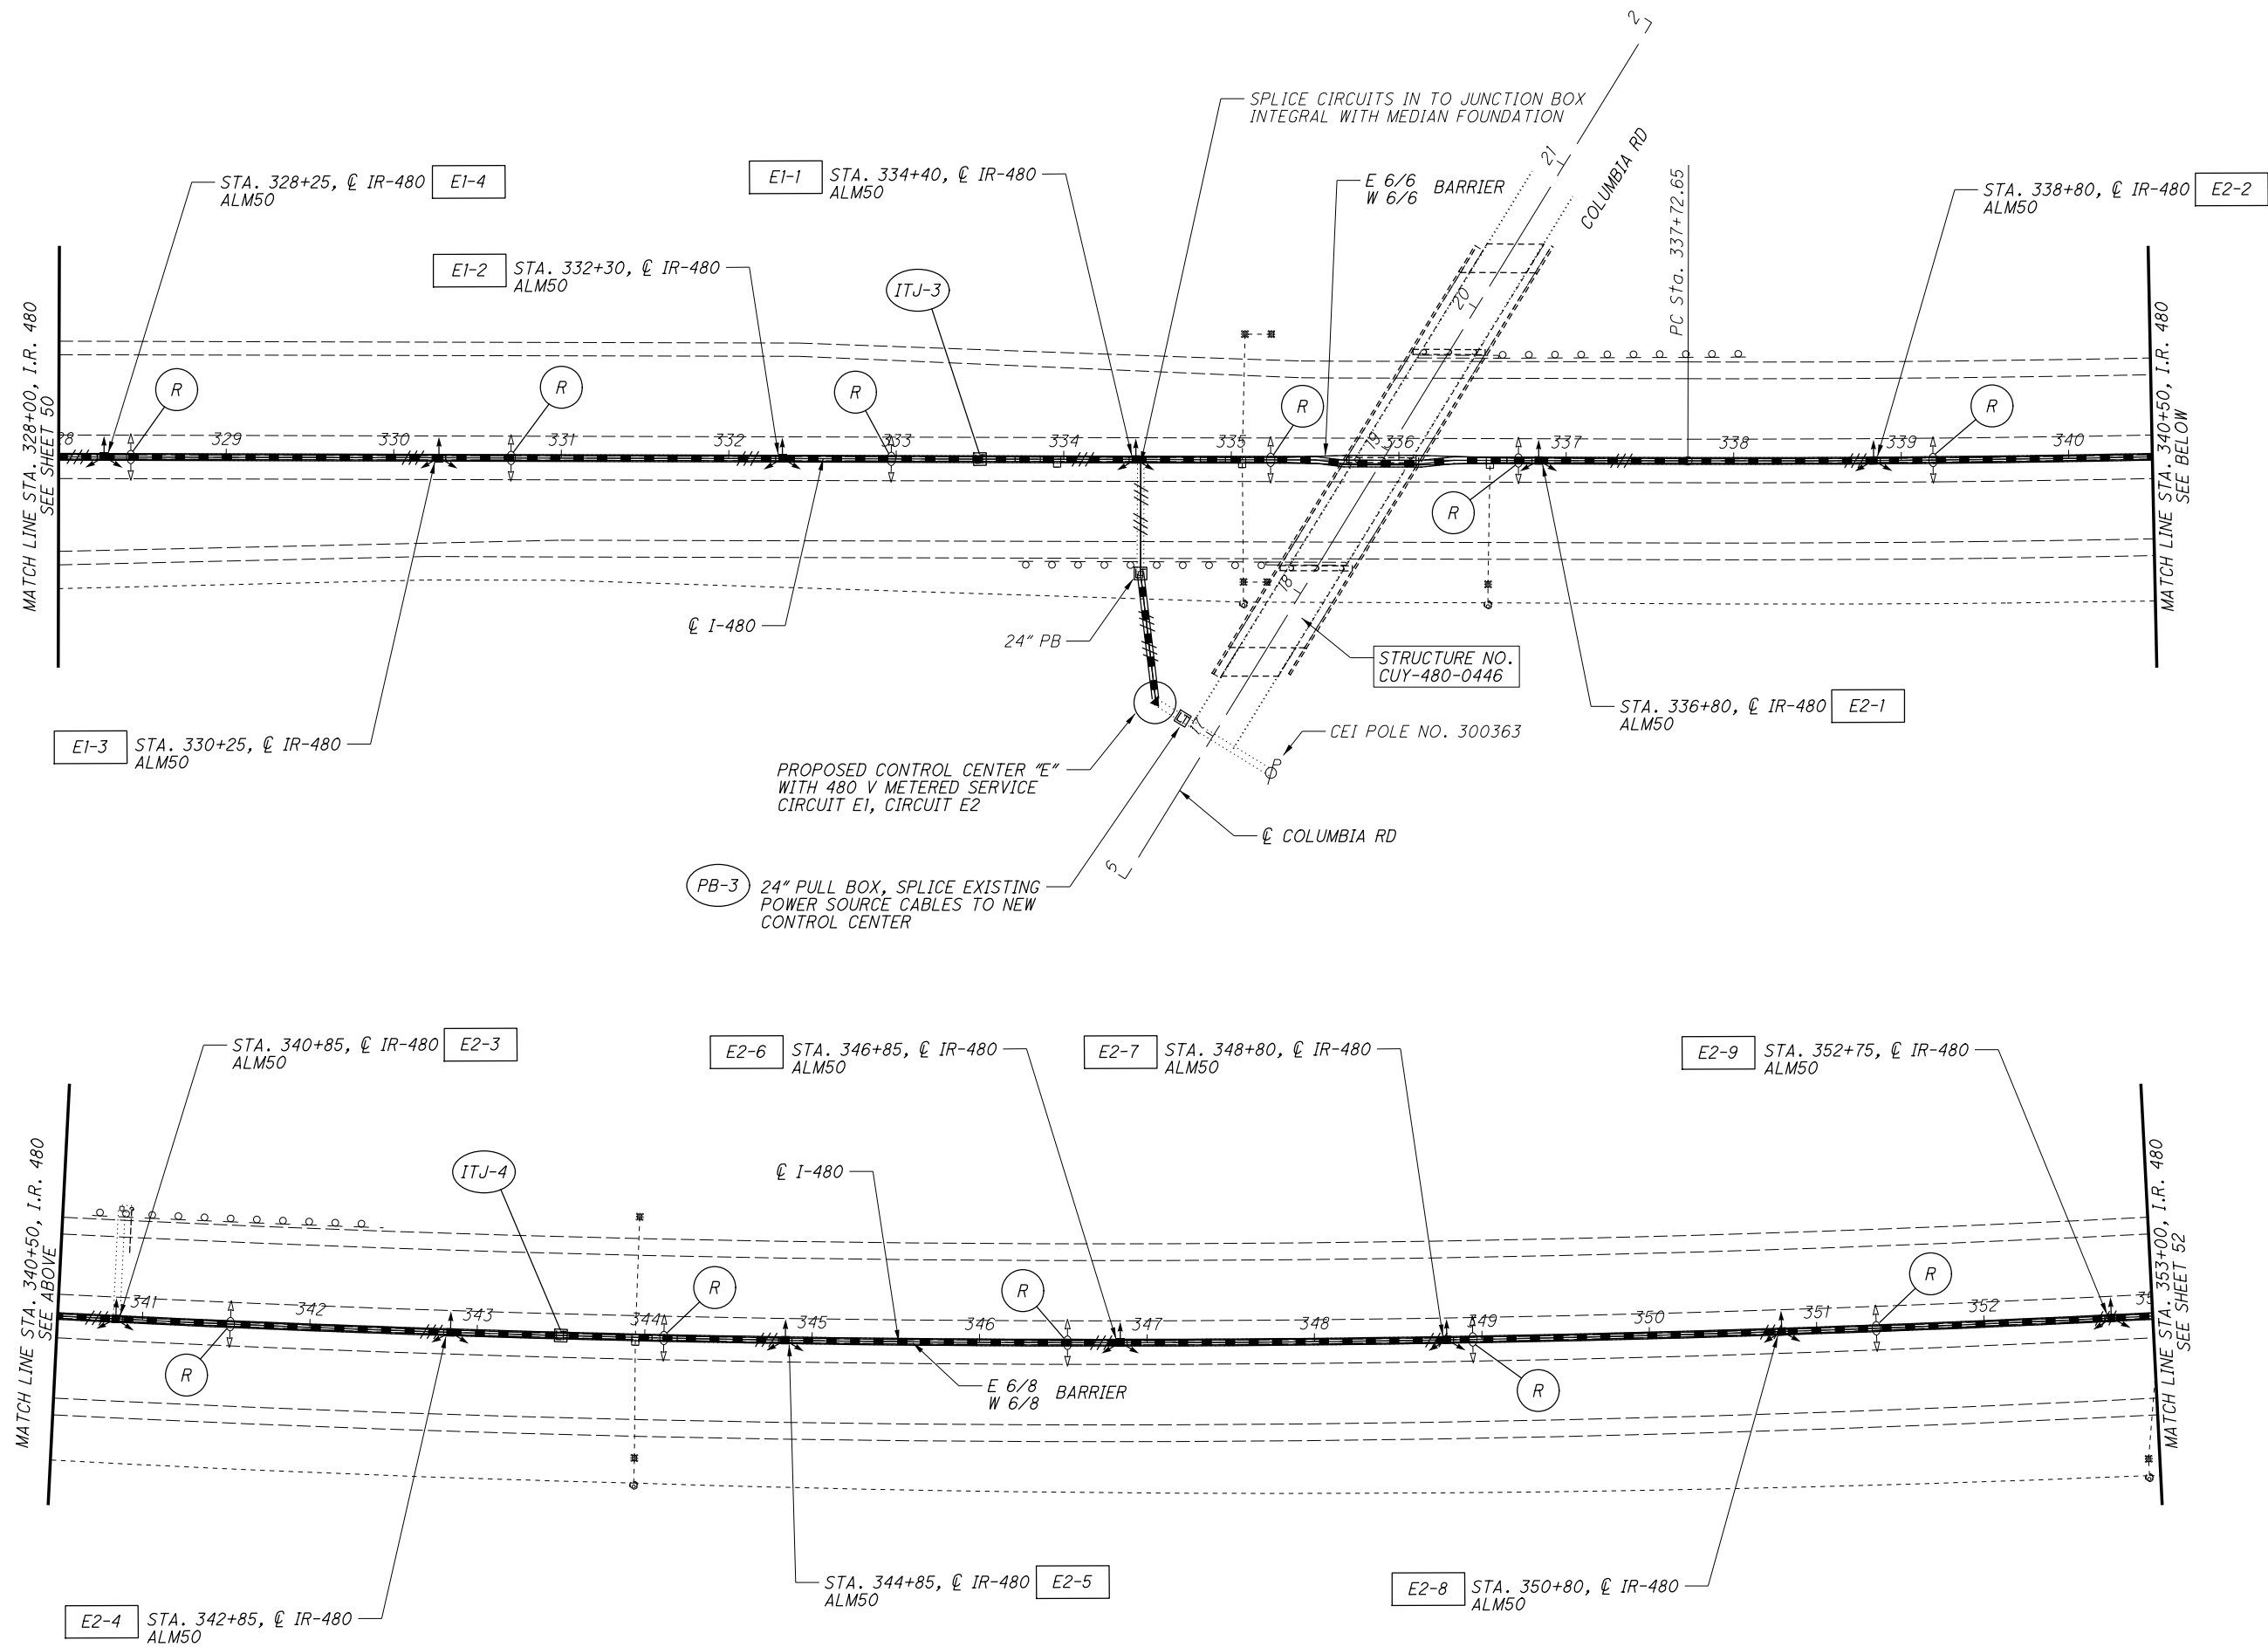 2
SPLICE CIRCUITS IN TO JUNCTION BOX
INTEGRAL WITH MEDIAN FOUNDATION
21
COLUMBIA RD
STA. 328+25, ℄ IR-480
ALM50
E1-4
E1-1
STA. 334+40, ℄ IR-480
ALM50
E 6/6
W 6/6
BARRIER
PC Sta. 337+72.65
STA. 338+80, ℄ IR-480
ALM50
E2-2
E1-2
STA. 332+30, ℄ IR-480
ALM50
ITJ-3
20
MATCH LINE STA. 328+00, I.R. 480
SEE SHEET 50
R
R
R
R
R
28
329
330
331
332
333
334
335
19
336
337
338
339
340
MATCH LINE STA. 340+50, I.R. 480
SEE BELOW
R
18
℄ I-480
24" PB
STRUCTURE NO.
CUY-480-0446
STA. 336+80, ℄ IR-480
ALM50
E2-1
E1-3
STA. 330+25, ℄ IR-480
ALM50
17
CEI POLE NO. 300363
P
PROPOSED CONTROL CENTER "E"
WITH 480 V METERED SERVICE
CIRCUIT E1, CIRCUIT E2
℄ COLUMBIA RD
5
PB-3
24" PULL BOX, SPLICE EXISTING
POWER SOURCE CABLES TO NEW
CONTROL CENTER
STA. 340+85, ℄ IR-480
ALM50
E2-3
E2-6
STA. 346+85, ℄ IR-480
ALM50
E2-7
STA. 348+80, ℄ IR-480
ALM50
E2-9
STA. 352+75, ℄ IR-480
ALM50
MATCH LINE STA. 340+50, I.R. 480
SEE ABOVE
ITJ-4
℄ I-480
R
R
R
341
342
343
344
345
346
347
348
349
350
351
352
35
MATCH LINE STA. 353+00, I.R. 480
SEE SHEET 52
R
E 6/8
W 6/8
BARRIER
R
STA. 344+85, ℄ IR-480
ALM50
E2-5
E2-8
STA. 350+80, ℄ IR-480
ALM50
E2-4
STA. 342+85, ℄ IR-480
ALM50